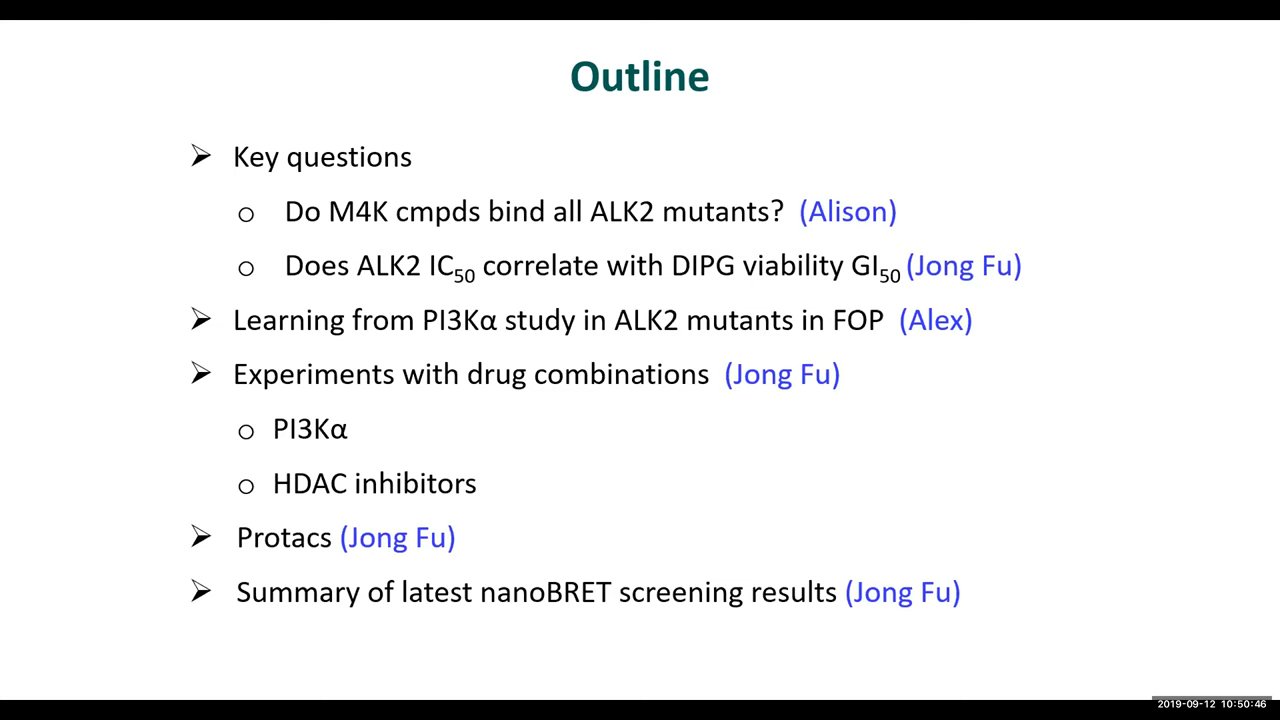 Outline
➢ Key questions
o Do M4K cmpds bind all ALK2 mutants? (Alison)
o Does ALK2 IC50 correlate with DIPG viability GI50 (Jong Fu)
➢ Learning from PI3Kα study in ALK2 mutants in FOP (Alex)
➢ Experiments with drug combinations (Jong Fu)
o PI3Kα
o HDAC inhibitors
➢ Protacs (Jong Fu)
➢ Summary of latest nanoBRET screening results (Jong Fu)
2019-09-12 10:50:46